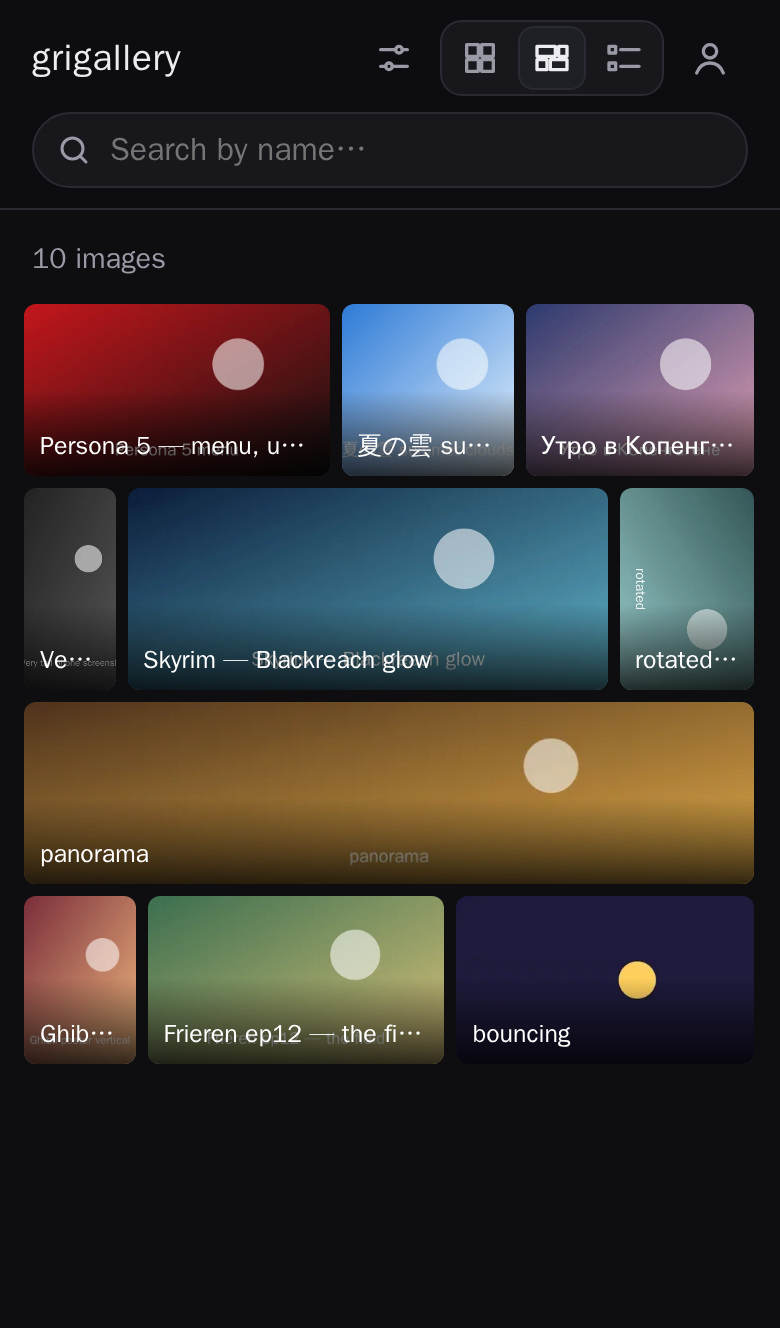 grigallery
Search by name…
10 images
Persona 5 — menu, u…
夏の雲 su…
Утро в Копенг…
Ve…
Skyrim — Blackreach glow
rotated
rotated…
panorama
panorama
Ghib…
Frieren ep12 — the fi…
bouncing